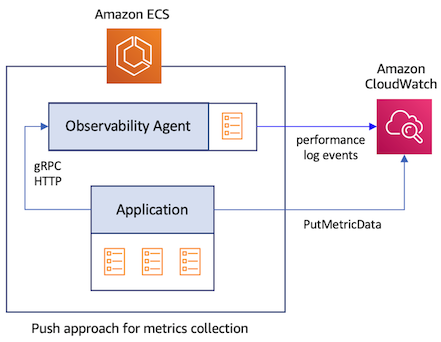 Amazon ECS
Amazon
CloudWatch
Observability Agent
performance
log events
gRPC
HTTP
Application
PutMetricData
Push approach for metrics collection